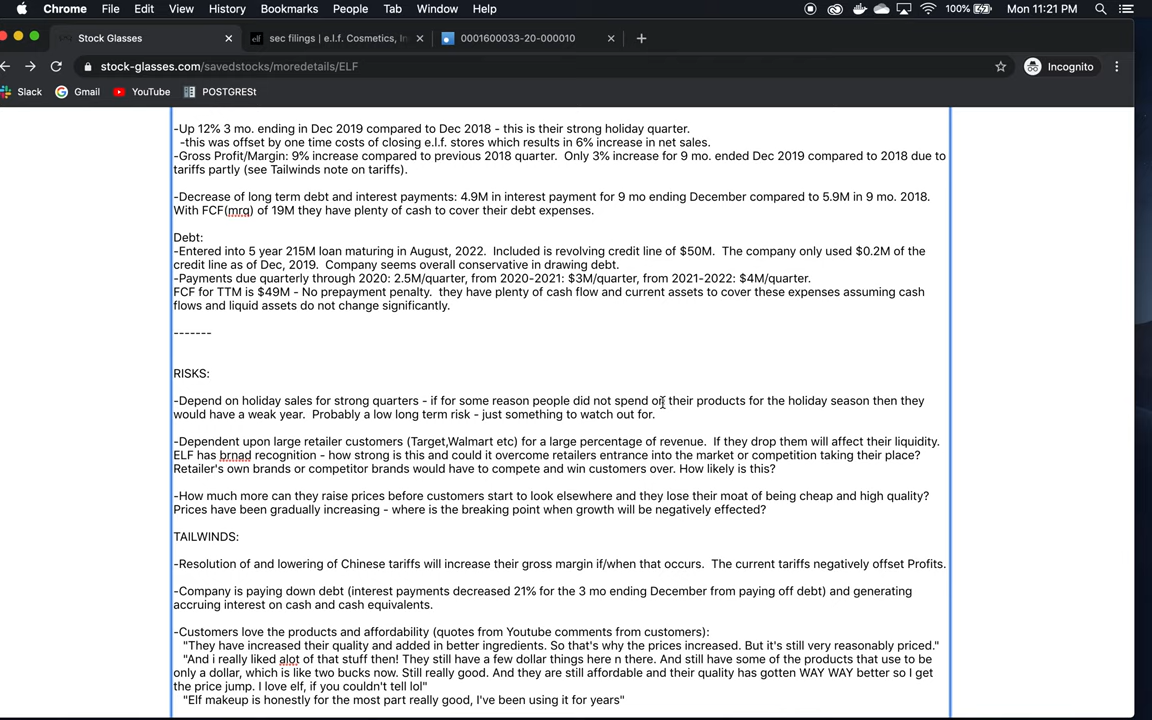 Chrome File Edit View History Bookmarks People Tab Window Help 100% Mon 11:21 PM
Stock Glasses sec filings | e.l.f. Cosmetics, In 0001600033-20-000010
stock-glasses.com/savedstocks/moredetails/ELF Incognito
Slack Gmail YouTube POSTGRESt
-Up 12% 3 mo. ending in Dec 2019 compared to Dec 2018 - this is their strong holiday quarter.
-this was offset by one time costs of closing e.l.f. stores which results in 6% increase in net sales.
-Gross Profit/Margin: 9% increase compared to previous 2018 quarter. Only 3% increase for 9 mo. ended Dec 2019 compared to 2018 due to
tariffs partly (see Tailwinds note on tariffs).
-Decrease of long term debt and interest payments: 4.9M in interest payment for 9 mo ending December compared to 5.9M in 9 mo. 2018.
With FCF(mrq) of 19M they have plenty of cash to cover their debt expenses.
Debt:
-Entered into 5 year 215M loan maturing in August, 2022. Included is revolving credit line of $50M. The company only used $0.2M of the
credit line as of Dec, 2019. Company seems overall conservative in drawing debt.
-Payments due quarterly through 2020: 2.5M/quarter, from 2020-2021: $3M/quarter, from 2021-2022: $4M/quarter.
FCF for TTM is $49M - No prepayment penalty. they have plenty of cash flow and current assets to cover these expenses assuming cash
flows and liquid assets do not change significantly.
-------
RISKS:
-Depend on holiday sales for strong quarters - if for some reason people did not spend on their products for the holiday season then they
would have a weak year. Probably a low long term risk - just something to watch out for.
-Dependent upon large retailer customers (Target,Walmart etc) for a large percentage of revenue. If they drop them will affect their liquidity.
ELF has brnad recognition - how strong is this and could it overcome retailers entrance into the market or competition taking their place?
Retailer's own brands or competitor brands would have to compete and win customers over. How likely is this?
-How much more can they raise prices before customers start to look elsewhere and they lose their moat of being cheap and high quality?
Prices have been gradually increasing - where is the breaking point when growth will be negatively effected?
TAILWINDS:
-Resolution of and lowering of Chinese tariffs will increase their gross margin if/when that occurs. The current tariffs negatively offset Profits.
-Company is paying down debt (interest payments decreased 21% for the 3 mo ending December from paying off debt) and generating
accruing interest on cash and cash equivalents.
-Customers love the products and affordability (quotes from Youtube comments from customers):
"They have increased their quality and added in better ingredients. So that's why the prices increased. But it's still very reasonably priced."
"And i really liked alot of that stuff then! They still have a few dollar things here n there. And still have some of the products that use to be
only a dollar, which is like two bucks now. Still really good. And they are still affordable and their quality has gotten WAY WAY better so I get
the price jump. I love elf, if you couldn't tell lol"
"Elf makeup is honestly for the most part really good, I've been using it for years"